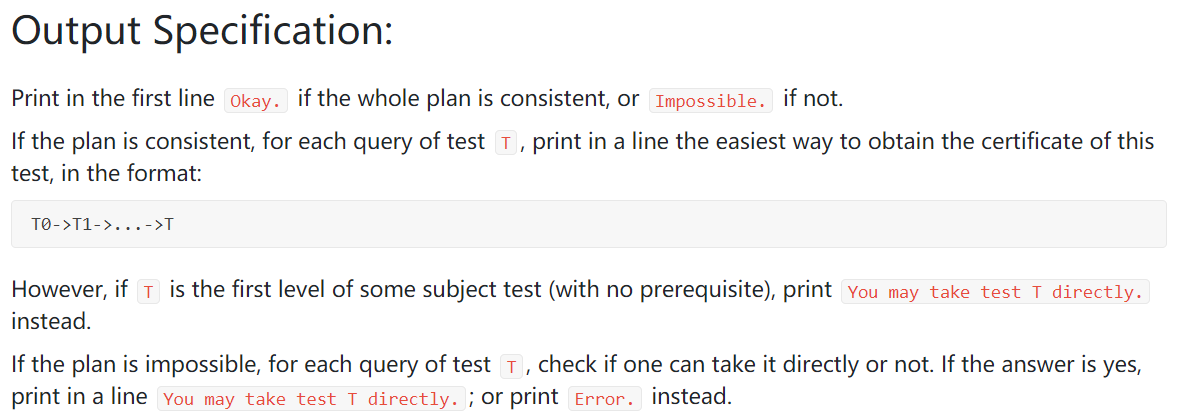 Output Specification:
Print in the first line Okay. if the whole plan is consistent, or Impossible. if not.
If the plan is consistent, for each query of test T, print in a line the easiest way to obtain the certificate of this
test, in the format:
T0->T1->...->T
However, if T is the first level of some subject test (with no prerequisite), print You may take test T directly.
instead.
If the plan is impossible, for each query of test T, check if one can take it directly or not. If the answer is yes,
print in a line You may take test T directly.; or print Error. instead.